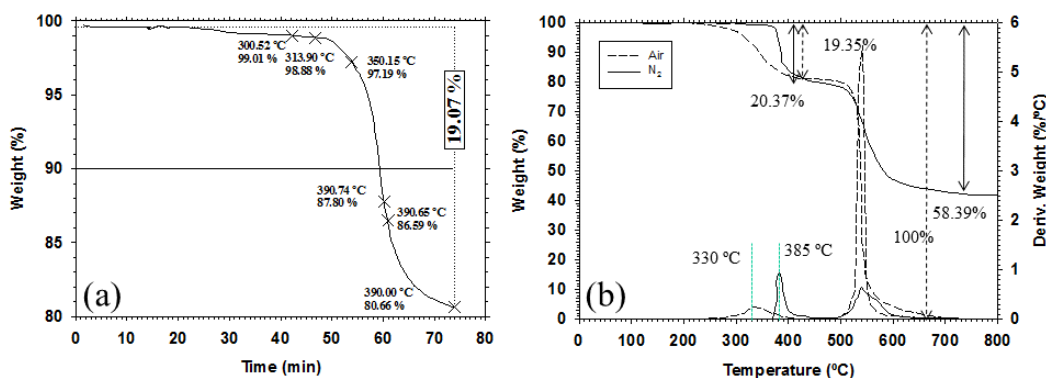 100
95
90
85
80
Weight (%)
0 10 20 30 40 50 60 70 80
Time (min)
300.52 °C
99.01 %
313.90 °C
98.88 %
350.15 °C
97.19 %
19.07 %
390.74 °C
87.80 %
390.65 °C
86.59 %
390.00 °C
80.66 %
(a)
100
90
80
70
60
50
40
30
20
10
0
Weight (%)
0 100 200 300 400 500 600 700 800
Temperature (ºC)
6
5
4
3
2
1
0
Deriv. Weight (%/ºC)
Air
N₂
19.35%
20.37%
58.39%
100%
330 ºC
385 ºC
(b)